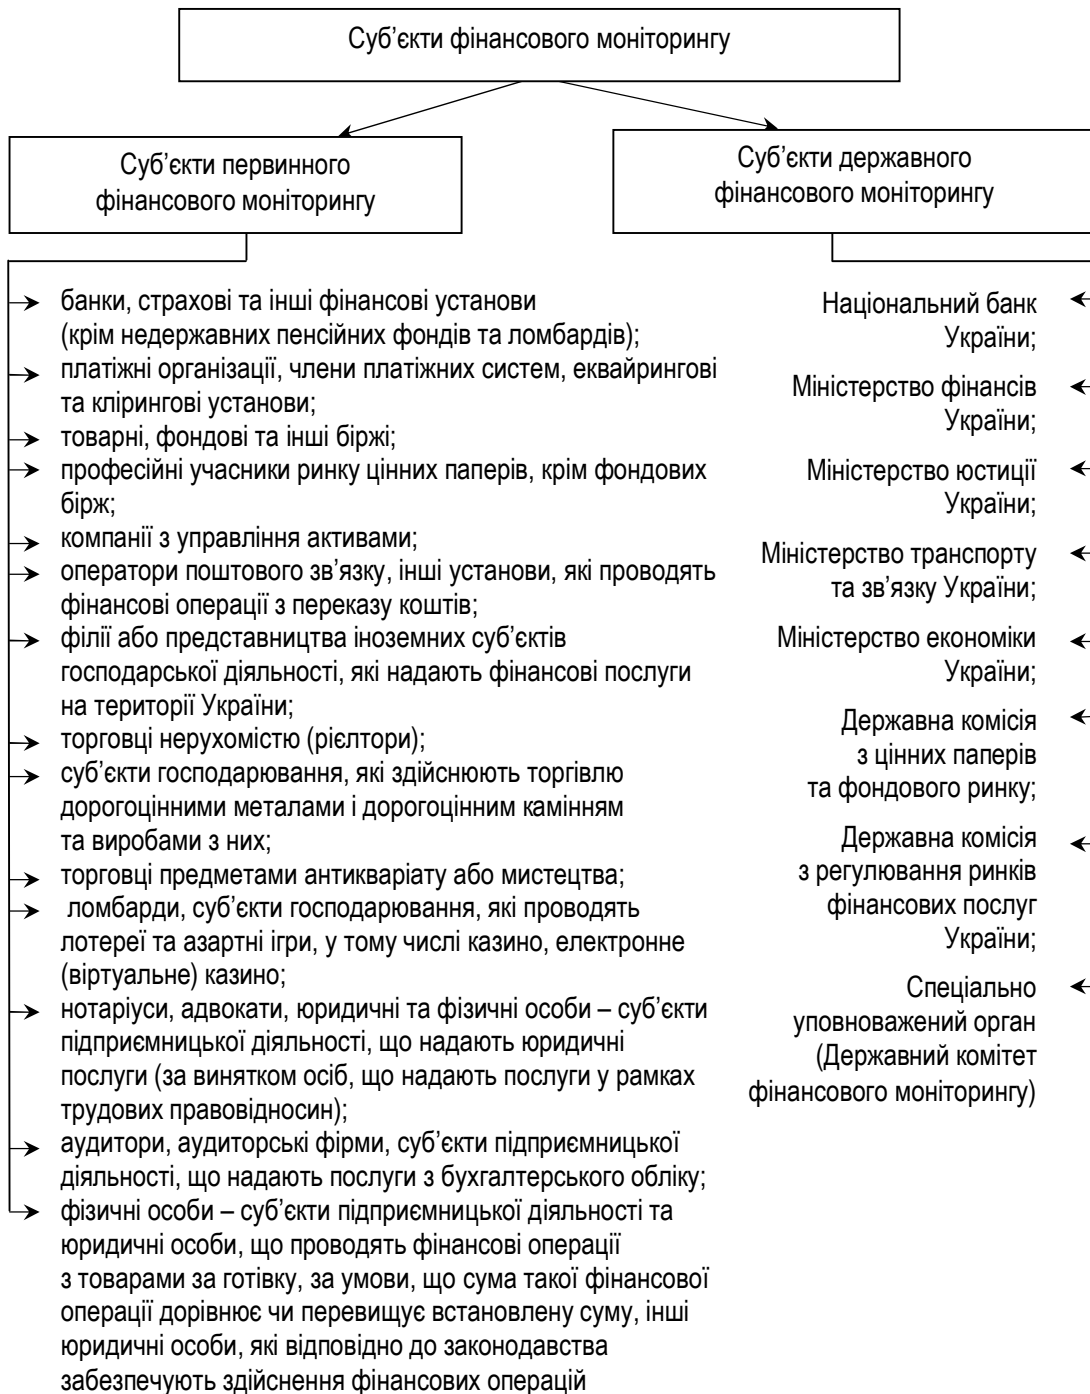 Суб’єкти фінансового моніторингу
Суб’єкти первинного
фінансового моніторингу
Суб’єкти державного
фінансового моніторингу
банки, страхові та інші фінансові установи
(крім недержавних пенсійних фондів та ломбардів);
платіжні організації, члени платіжних систем, еквайрингові
та клірингові установи;
товарні, фондові та інші біржі;
професійні учасники ринку цінних паперів, крім фондових
бірж;
компанії з управління активами;
оператори поштового зв’язку, інші установи, які проводять
фінансові операції з переказу коштів;
філії або представництва іноземних суб’єктів
господарської діяльності, які надають фінансові послуги
на території України;
торговці нерухомістю (рієлтори);
суб’єкти господарювання, які здійснюють торгівлю
дорогоцінними металами і дорогоцінним камінням
та виробами з них;
торговці предметами антикваріату або мистецтва;
ломбарди, суб’єкти господарювання, які проводять
лотереї та азартні ігри, у тому числі казино, електронне
(віртуальне) казино;
нотаріуси, адвокати, юридичні та фізичні особи – суб’єкти
підприємницької діяльності, що надають юридичні
послуги (за винятком осіб, що надають послуги у рамках
трудових правовідносин);
аудитори, аудиторські фірми, суб’єкти підприємницької
діяльності, що надають послуги з бухгалтерського обліку;
фізичні особи – суб’єкти підприємницької діяльності та
юридичні особи, що проводять фінансові операції
з товарами за готівку, за умови, що сума такої фінансової
операції дорівнює чи перевищує встановлену суму, інші
юридичні особи, які відповідно до законодавства
забезпечують здійснення фінансових операцій
Національний банк
України;
Міністерство фінансів
України;
Міністерство юстиції
України;
Міністерство транспорту
та зв’язку України;
Міністерство економіки
України;
Державна комісія
з цінних паперів
та фондового ринку;
Державна комісія
з регулювання ринків
фінансових послуг
України;
Спеціально
уповноважений орган
(Державний комітет
фінансового моніторингу)